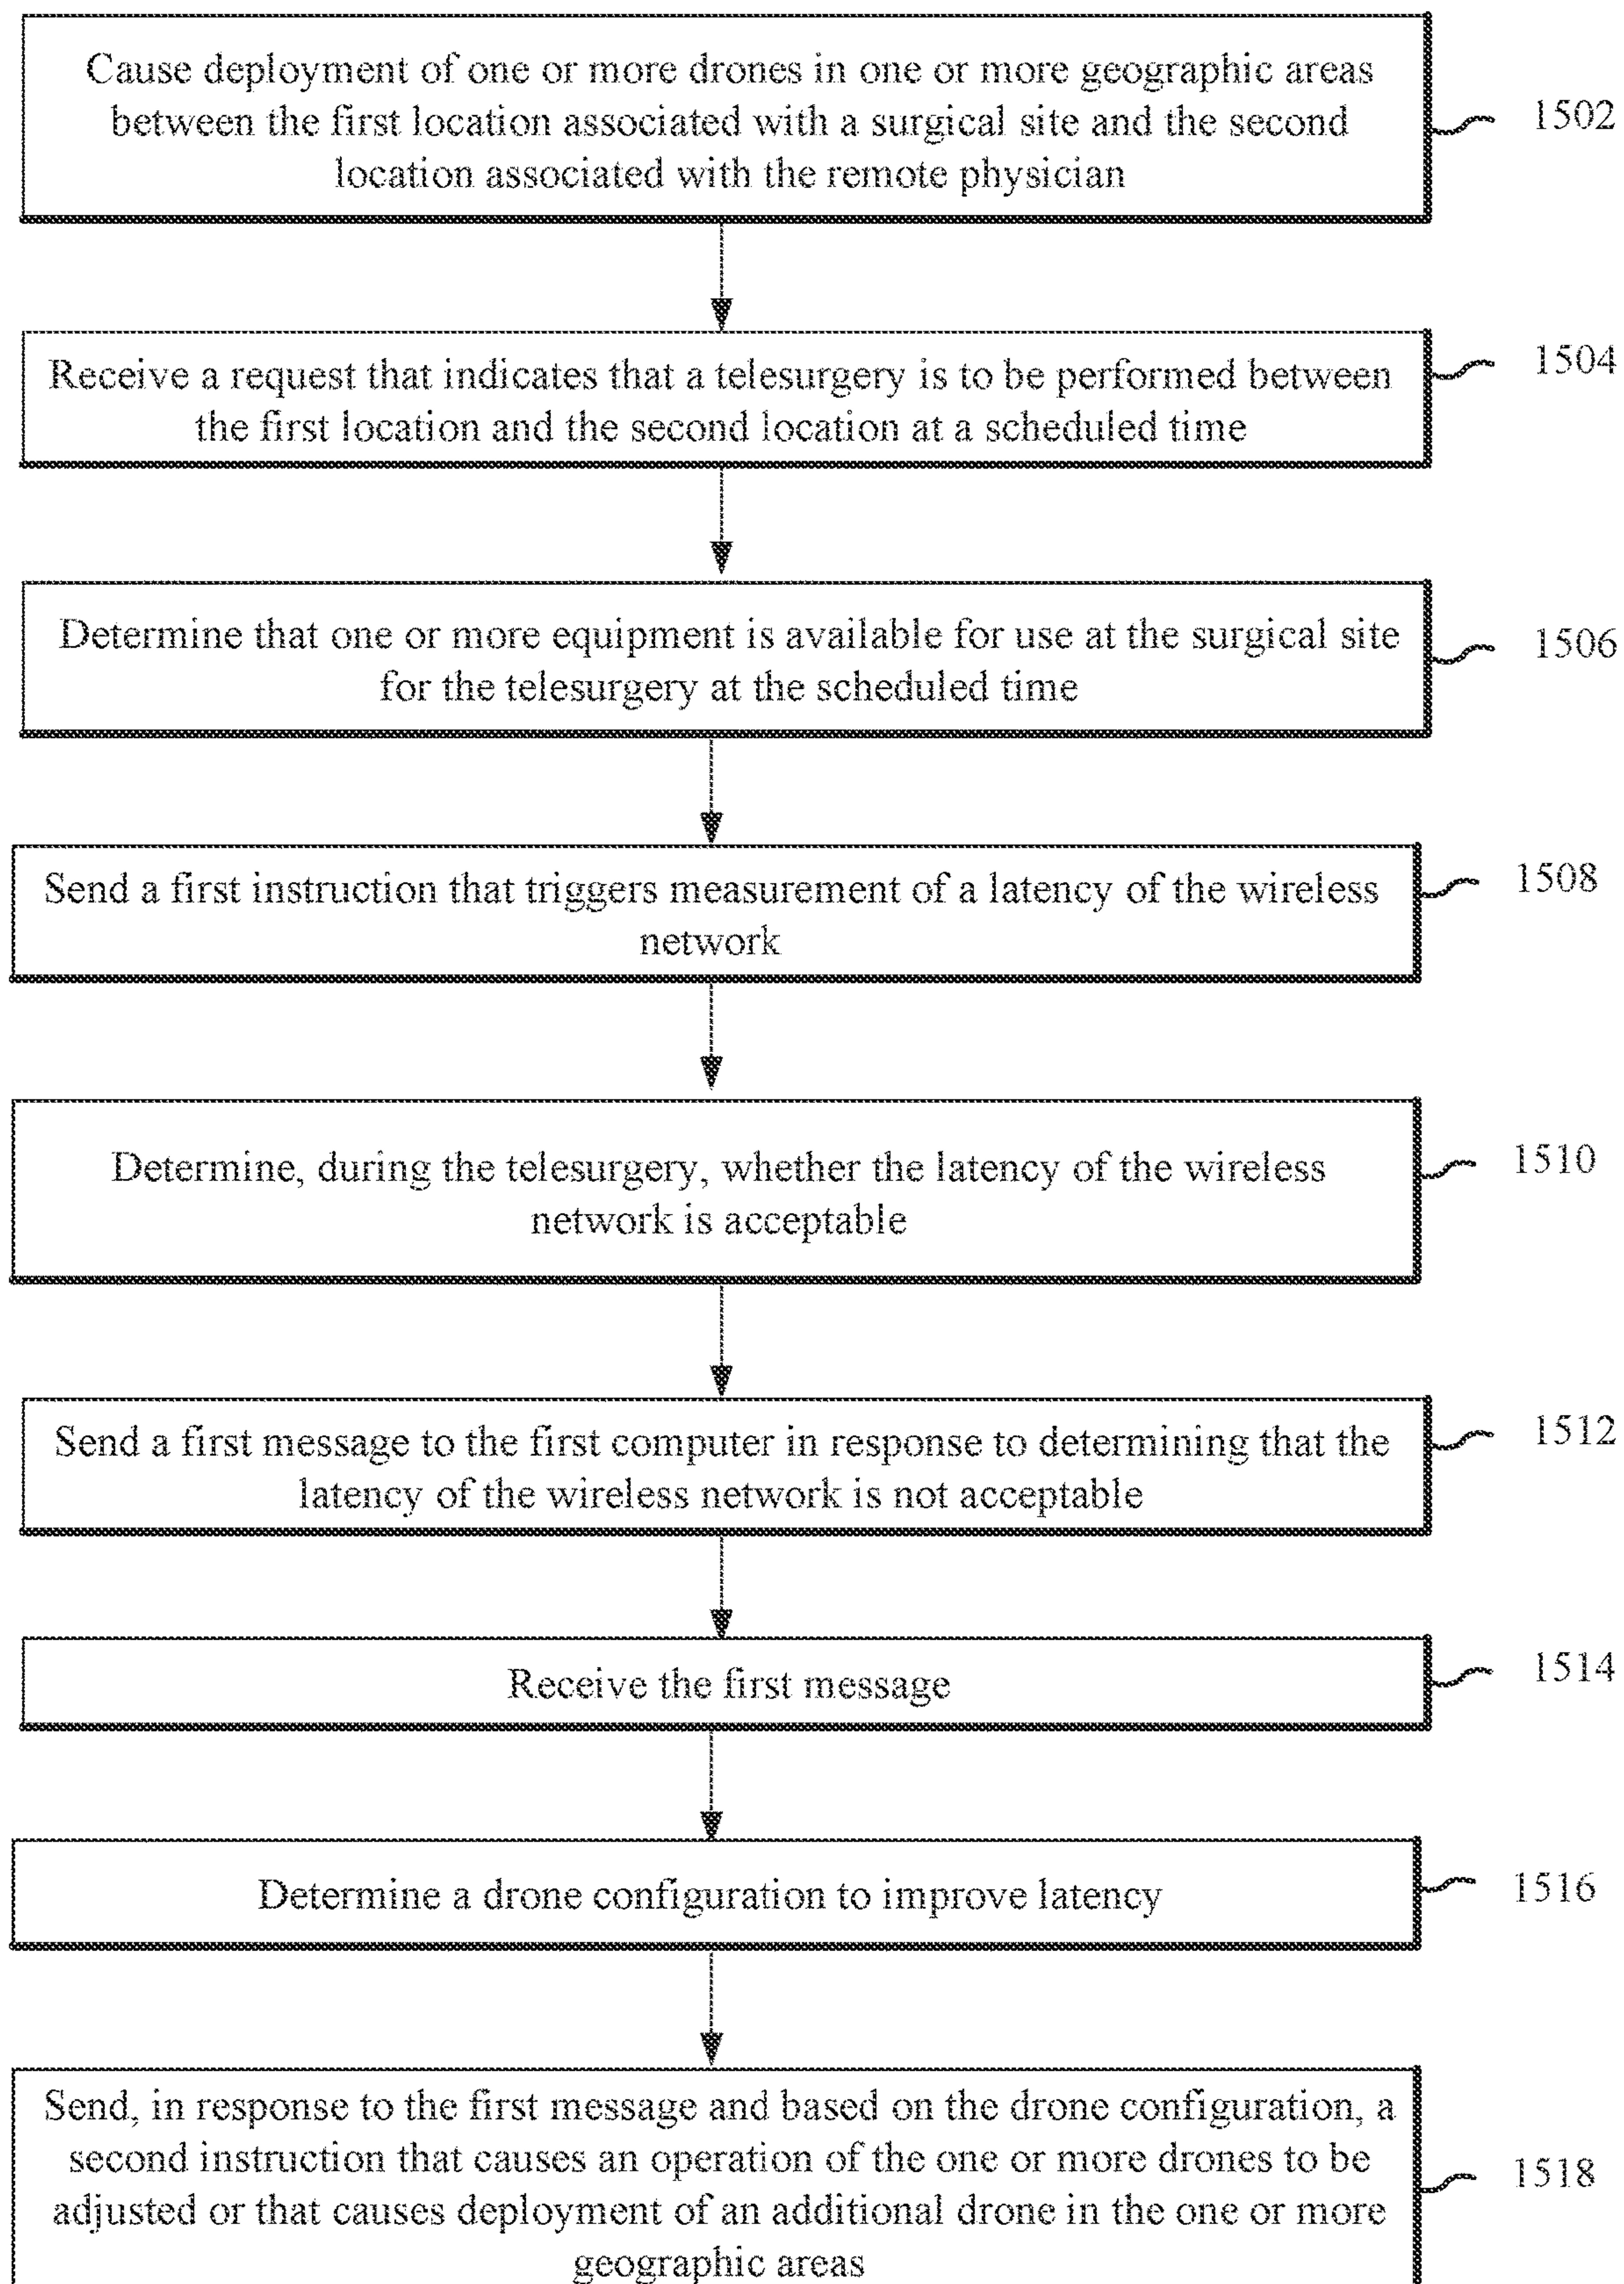 Cause deployment of one or more drones in one or more geographic areas
between the first location associated with a surgical site and the second
location associated with the remote physician
1502
Receive a request that indicates that a telesurgery is to be performed between
the first location and the second location at a scheduled time
1504
Determine that one or more equipment is available for use at the surgical site
for the telesurgery at the scheduled time
1506
Send a first instruction that triggers measurement of a latency of the wireless
network
1508
Determine, during the telesurgery, whether the latency of the wireless
network is acceptable
1510
Send a first message to the first computer in response to determining that the
latency of the wireless network is not acceptable
1512
Receive the first message
1514
Determine a drone configuration to improve latency
1516
Send, in response to the first message and based on the drone configuration, a
second instruction that causes an operation of the one or more drones to be
adjusted or that causes deployment of an additional drone in the one or more
geographic areas
1518